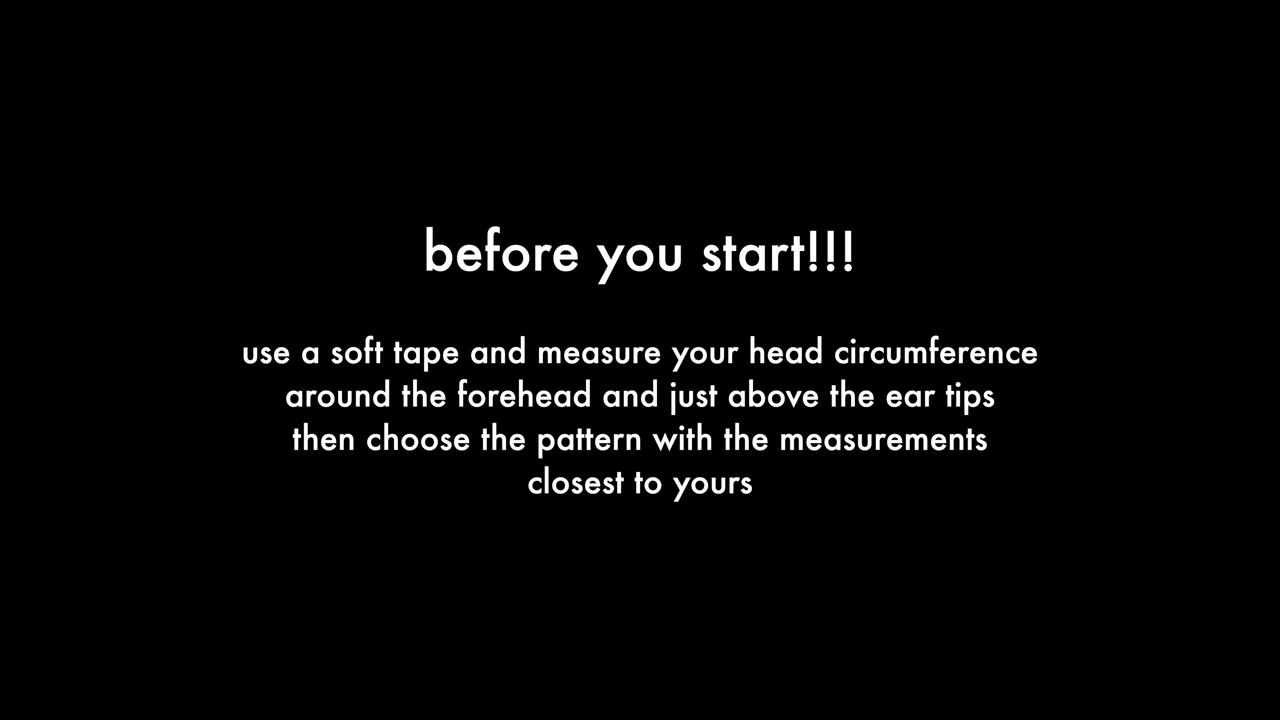 before you start!!!
use a soft tape and measure your head circumference
around the forehead and just above the ear tips
then choose the pattern with the measurements
closest to yours